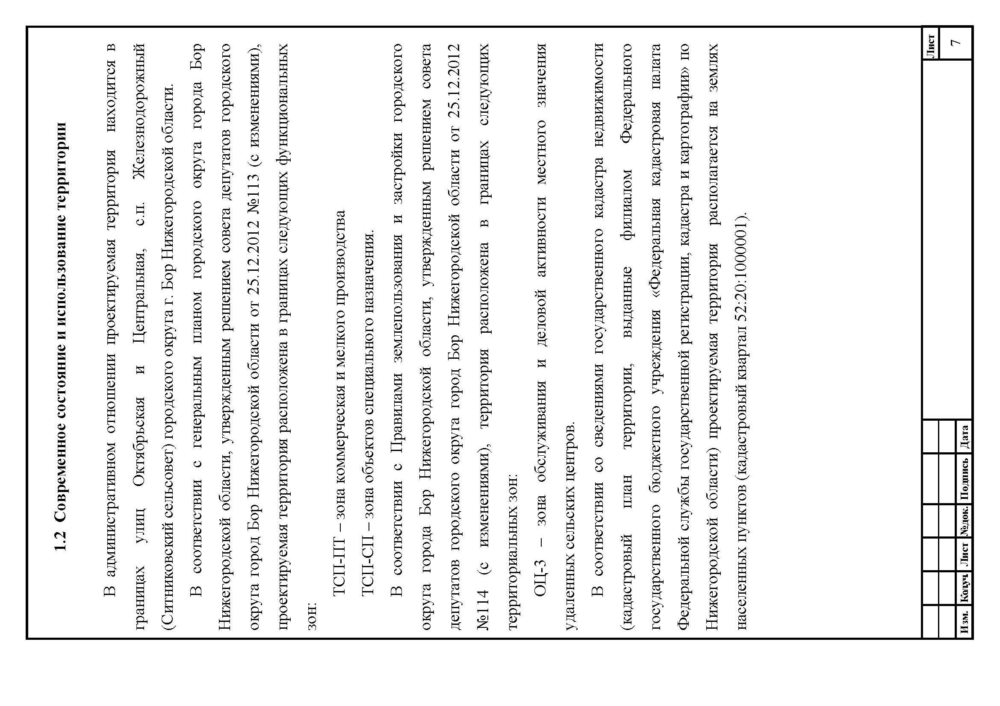 1.2 Современное состояние и использование территории
В административном отношении проектируемая территория находится в
границах улиц Октябрьская и Центральная, с.п. Железнодорожный
(Ситниковский сельсовет) городского округа г. Бор Нижегородской области.
В соответствии с генеральным планом городского округа города Бор
Нижегородской области, утвержденным решением совета депутатов городского
округа город Бор Нижегородской области от 25.12.2012 №113 (с изменениями),
проектируемая территория расположена в границах следующих функциональных
зон:
ТСП-ПТ – зона коммерческая и мелкого производства
ТСП-СП – зона объектов специального назначения.
В соответствии с Правилами землепользования и застройки городского
округа города Бор Нижегородской области, утвержденным решением совета
депутатов городского округа город Бор Нижегородской области от 25.12.2012
№114 (с изменениями), территория расположена в границах следующих
территориальных зон:
ОЦ-3 – зона обслуживания и деловой активности местного значения
удаленных сельских центров.
В соответствии со сведениями государственного кадастра недвижимости
(кадастровый план территории, выданные филиалом Федерального
государственного бюджетного учреждения «Федеральная кадастровая палата
Федеральной службы государственной регистрации, кадастра и картографии» по
Нижегородской области) проектируемая территория располагается на землях
населенных пунктов (кадастровый квартал 52:20:1000001).
Изм. Колуч Лист №док. Подпись Дата
Лист
7